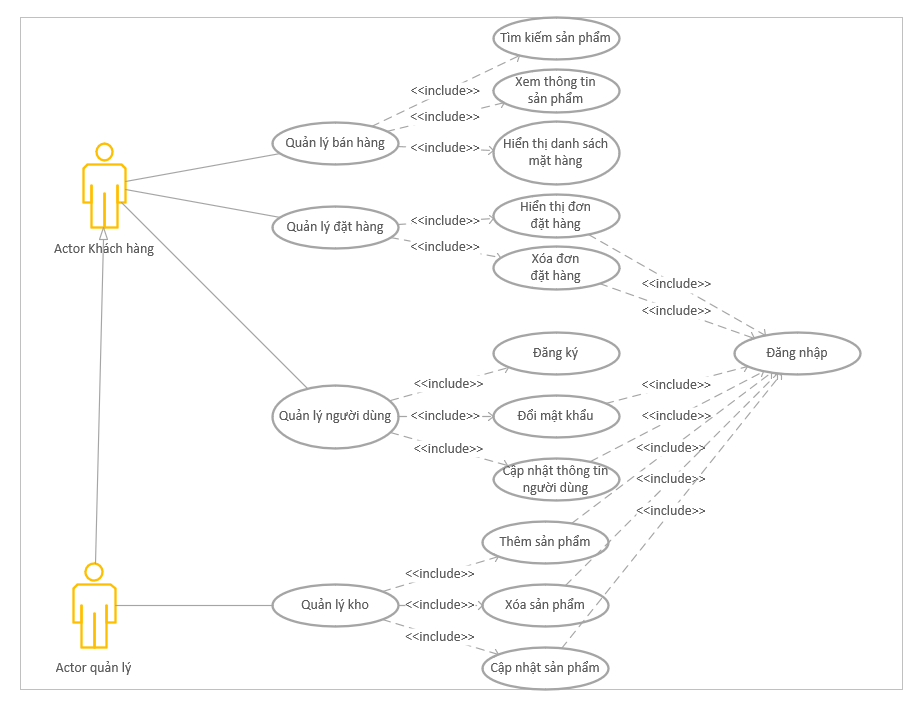 Tìm kiếm sản phẩm
<<include>>
Xem thông tin
sản phẩm
<<include>>
Quản lý bán hàng
<<include>>
Hiển thị danh sách
mặt hàng
Quản lý đặt hàng
<<include>>
Hiển thị đơn
đặt hàng
<<include>>
Xóa đơn
đặt hàng
Actor Khách hàng
<<include>>
<<include>>
Đăng ký
Đăng nhập
<<include>>
<<include>>
Quản lý người dùng
<<include>>
Đổi mật khẩu
<<include>>
<<include>>
<<include>>
Cập nhật thông tin
người dùng
<<include>>
<<include>>
Thêm sản phẩm
<<include>>
Quản lý kho
<<include>>
Xóa sản phẩm
<<include>>
Actor quản lý
Cập nhật sản phẩm